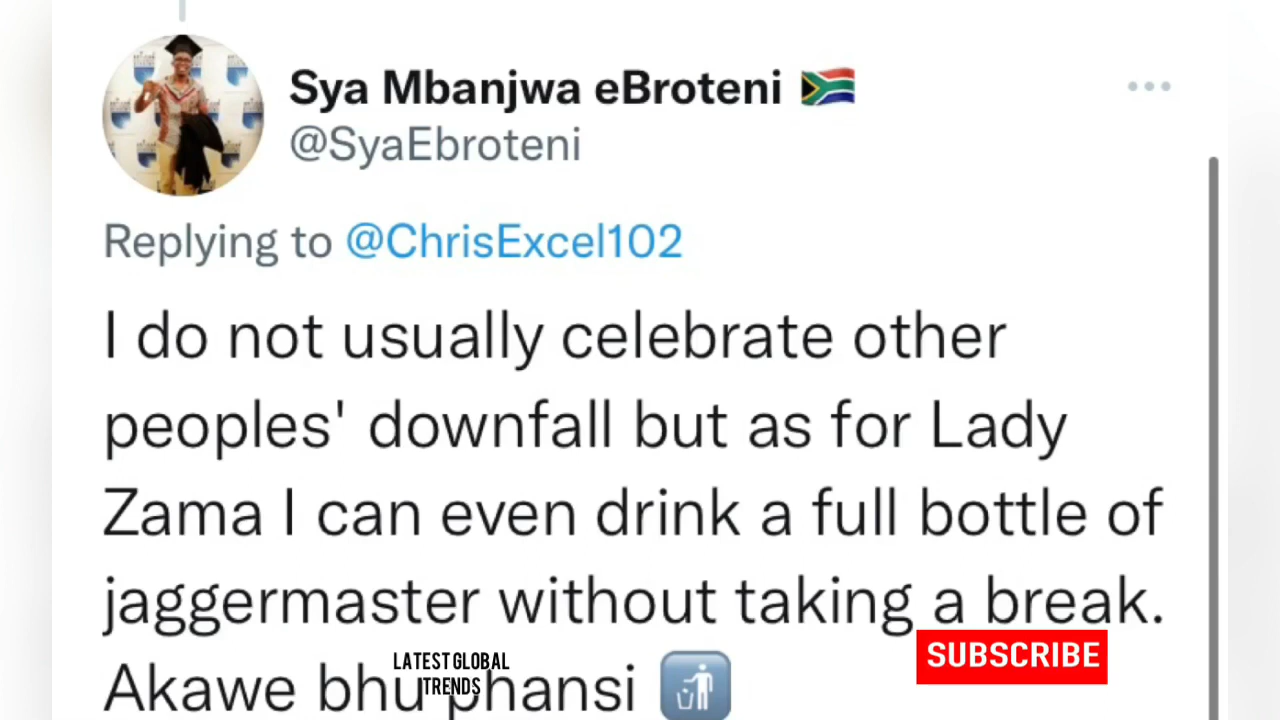 Sya Mbanjwa eBroteni 🇿🇦
@SyaEbroteni
Replying to @ChrisExcel102
I do not usually celebrate other
peoples' downfall but as for Lady
Zama I can even drink a full bottle of
jaggermaster without taking a break.
Akawe bhu phansi 🚮
LATEST GLOBAL
TRENDS
SUBSCRIBE